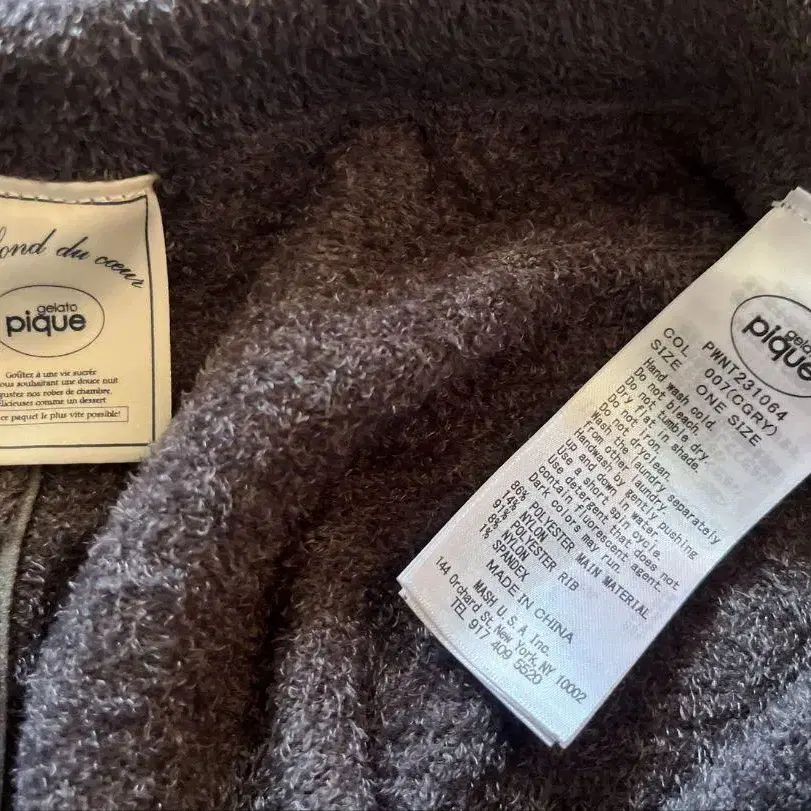 fond du cœur
gelato
pique
Goûtez à une vie sucrée
vous souhaitant une douce nuit
gustez nos robes de chambre
délicieuses comme un dessert
ce paquet le plus vite possible!
gelato
pique
PWNT231064
COL 007(CGRY)
SIZE ONE SIZE
Hand wash cold.
Do not bleach.
Do not tumble dry.
Dry flat in shade.
Do not iron.
Do not dryclean.
Wash the laundry separately
from other laundry.
Handwash by gently pushing
up and down in water.
Use a short spin cycle.
Use detergent that does not
contain fluorescent agent.
Dark colors may run.
86% POLYESTER MAIN MATERIAL
14% NYLON
91% POLYESTER RIB
8% NYLON
1% SPANDEX
MADE IN CHINA
MASH U.S.A Inc.
144 Orchard St, New York, NY 10002
TEL 917 409 5520